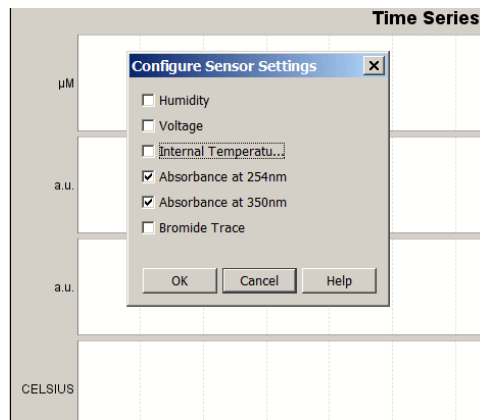 Time Series
μM
Configure Sensor Settings
Humidity
Voltage
Internal Temperatu...
a.u.
Absorbance at 254nm
Absorbance at 350nm
Bromide Trace
a.u.
OK Cancel Help
CELSIUS